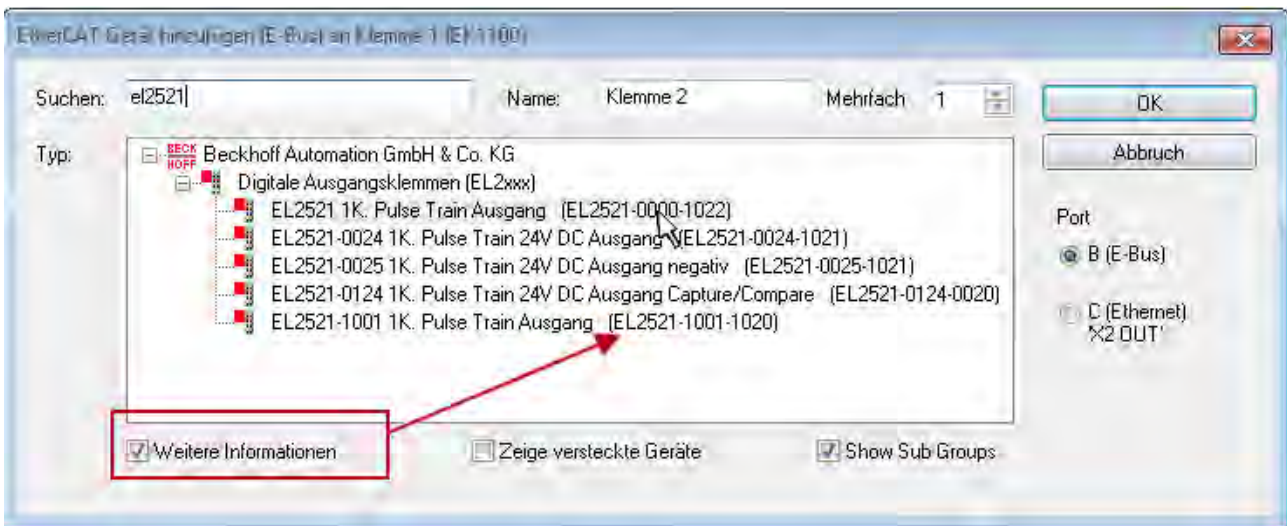 EtherCAT Gerät hinzufügen (E-Bus) an Klemme 1 (EK1100)
Suchen: el2521 Name: Klemme 2 Mehrfach 1 OK
Typ: BECKHOFF Beckhoff Automation GmbH & Co. KG Abbruch
Digitale Ausgangsklemmen (EL2xxx)
EL2521 1K. Pulse Train Ausgang (EL2521-0000-1022) Port
EL2521-0024 1K. Pulse Train 24V DC Ausgang (EL2521-0024-1021)
EL2521-0025 1K. Pulse Train 24V DC Ausgang negativ (EL2521-0025-1021) B (E-Bus)
EL2521-0124 1K. Pulse Train 24V DC Ausgang Capture/Compare (EL2521-0124-0020)
EL2521-1001 1K. Pulse Train Ausgang (EL2521-1001-1020) C (Ethernet)
'X2 OUT'
Weitere Informationen Zeige versteckte Geräte Show Sub Groups